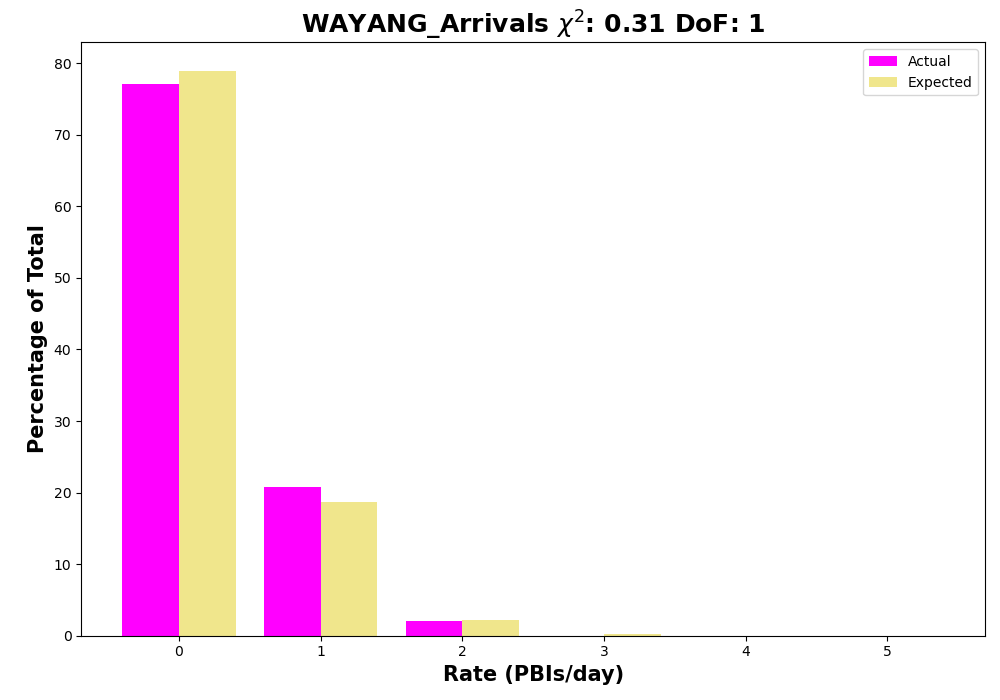 WAYANG_Arrivals χ²: 0.31 DoF: 1
Actual
Expected
Percentage of Total
80
70
60
50
40
30
20
10
0
0 1 2 3 4 5
Rate (PBIs/day)